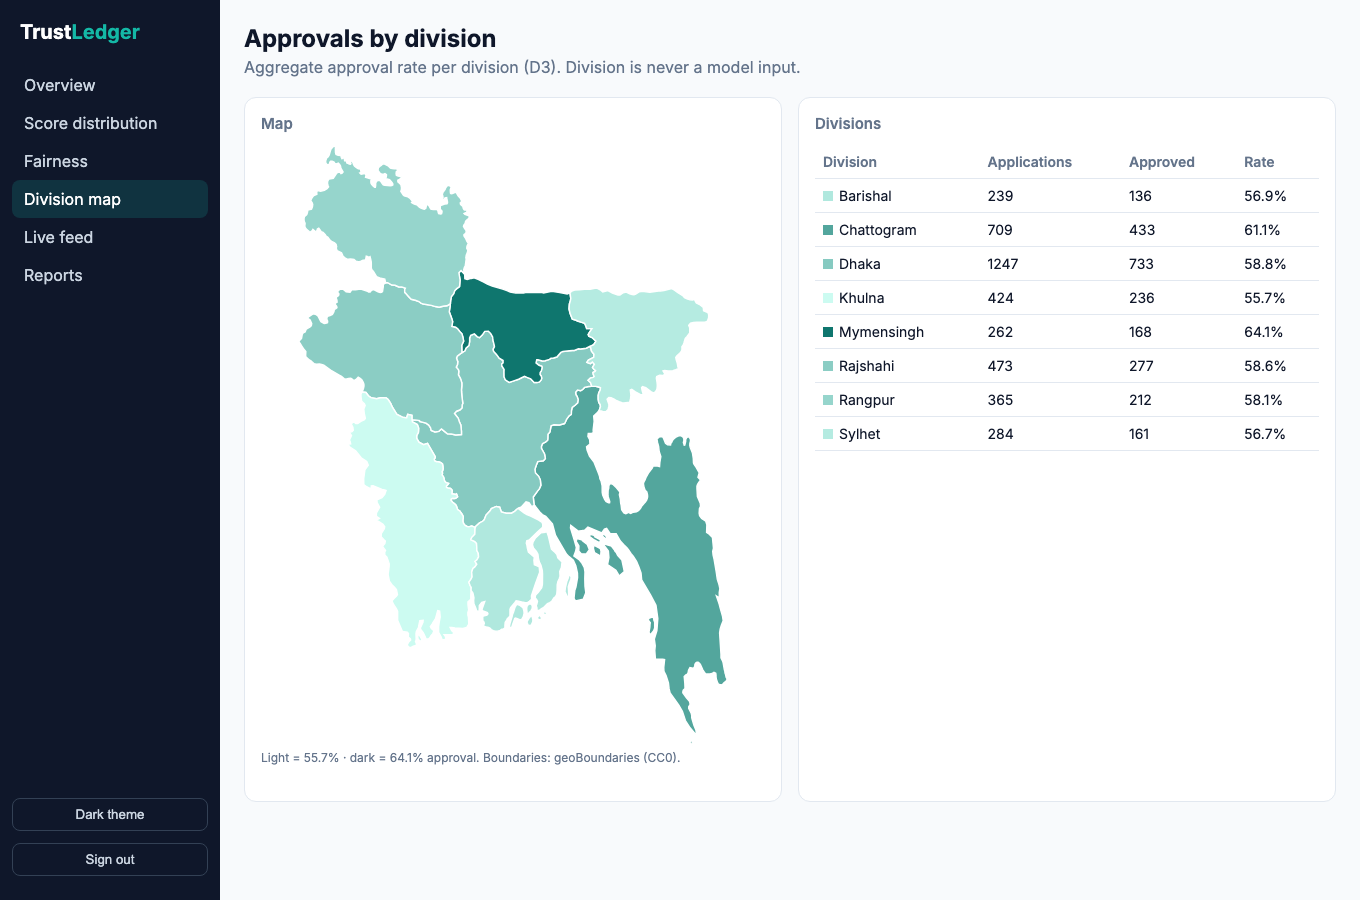 TrustLedger
Overview
Score distribution
Fairness
Division map
Live feed
Reports
Dark theme
Sign out
Approvals by division
Aggregate approval rate per division (D3). Division is never a model input.
Map
Light = 55.7% · dark = 64.1% approval. Boundaries: geoBoundaries (CC0).
Divisions
Division Applications Approved Rate
Barishal 239 136 56.9%
Chattogram 709 433 61.1%
Dhaka 1247 733 58.8%
Khulna 424 236 55.7%
Mymensingh 262 168 64.1%
Rajshahi 473 277 58.6%
Rangpur 365 212 58.1%
Sylhet 284 161 56.7%